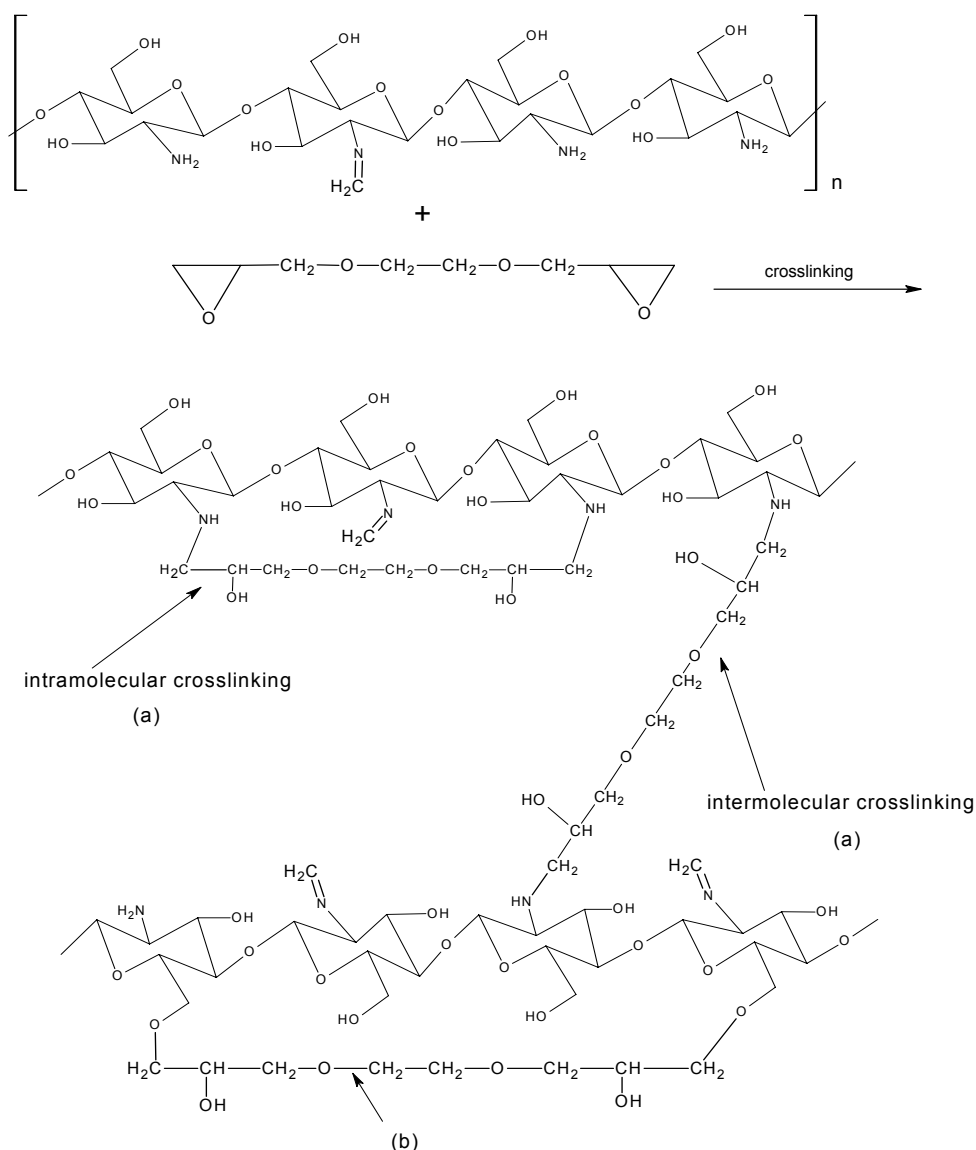 OH OH OH OH
O O O O
O O O O
HO HO HO HO
NH₂ N NH₂ NH₂
H₂C
n
+
CH₂—O—CH₂—CH₂—O—CH₂
O O
crosslinking
OH OH OH OH
O O O O
O O O O
HO HO HO HO
NH N NH NH
H₂C
H₂C—CH—CH₂—O—CH₂—CH₂—O—CH₂—CH—CH₂
OH OH
CH₂
HO
CH
CH₂
O
CH₂
CH₂
O
CH₂
HO
CH
CH₂
intramolecular crosslinking
(a)
intermolecular crosslinking
(a)
H₂C H₂C
H₂N N HN N
OH OH OH OH
O O O O
O O O O
HO HO
O O
H₂C—CH—CH₂—O—CH₂—CH₂—O—CH₂—CH—CH₂
OH OH
(b)